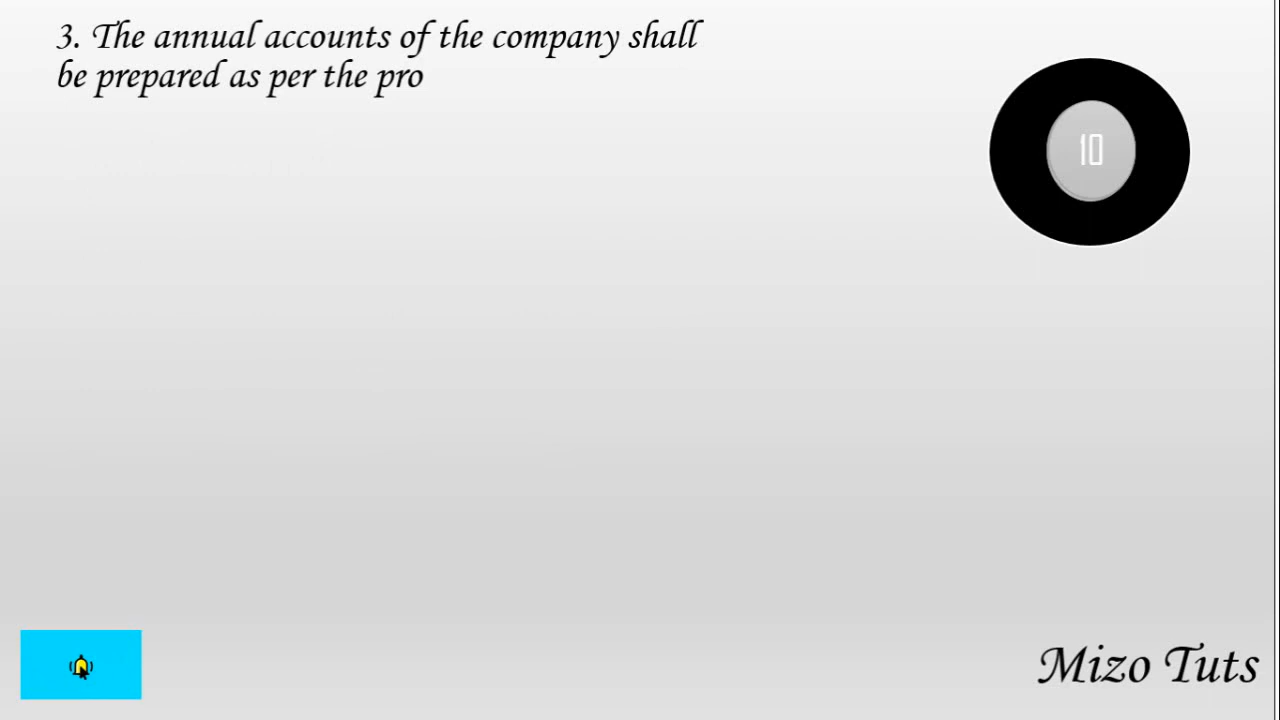 3. The annual accounts of the company shall
be prepared as per the pro
10
Mizo Tuts